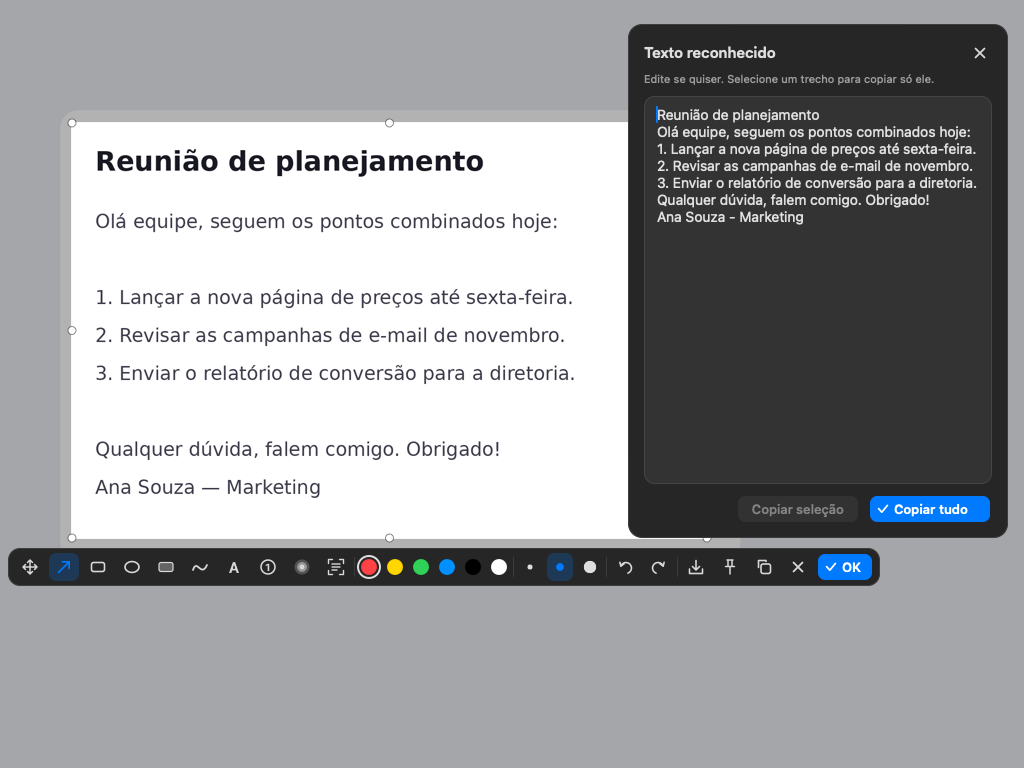 Reunião de planejamento
Olá equipe, seguem os pontos combinados hoje:
1. Lançar a nova página de preços até sexta-feira.
2. Revisar as campanhas de e-mail de novembro.
3. Enviar o relatório de conversão para a diretoria.
Qualquer dúvida, falem comigo. Obrigado!
Ana Souza — Marketing
Texto reconhecido
Edite se quiser. Selecione um trecho para copiar só ele.
Reunião de planejamento
Olá equipe, seguem os pontos combinados hoje:
1. Lançar a nova página de preços até sexta-feira.
2. Revisar as campanhas de e-mail de novembro.
3. Enviar o relatório de conversão para a diretoria.
Qualquer dúvida, falem comigo. Obrigado!
Ana Souza - Marketing
Copiar seleção
Copiar tudo
A
1
OK